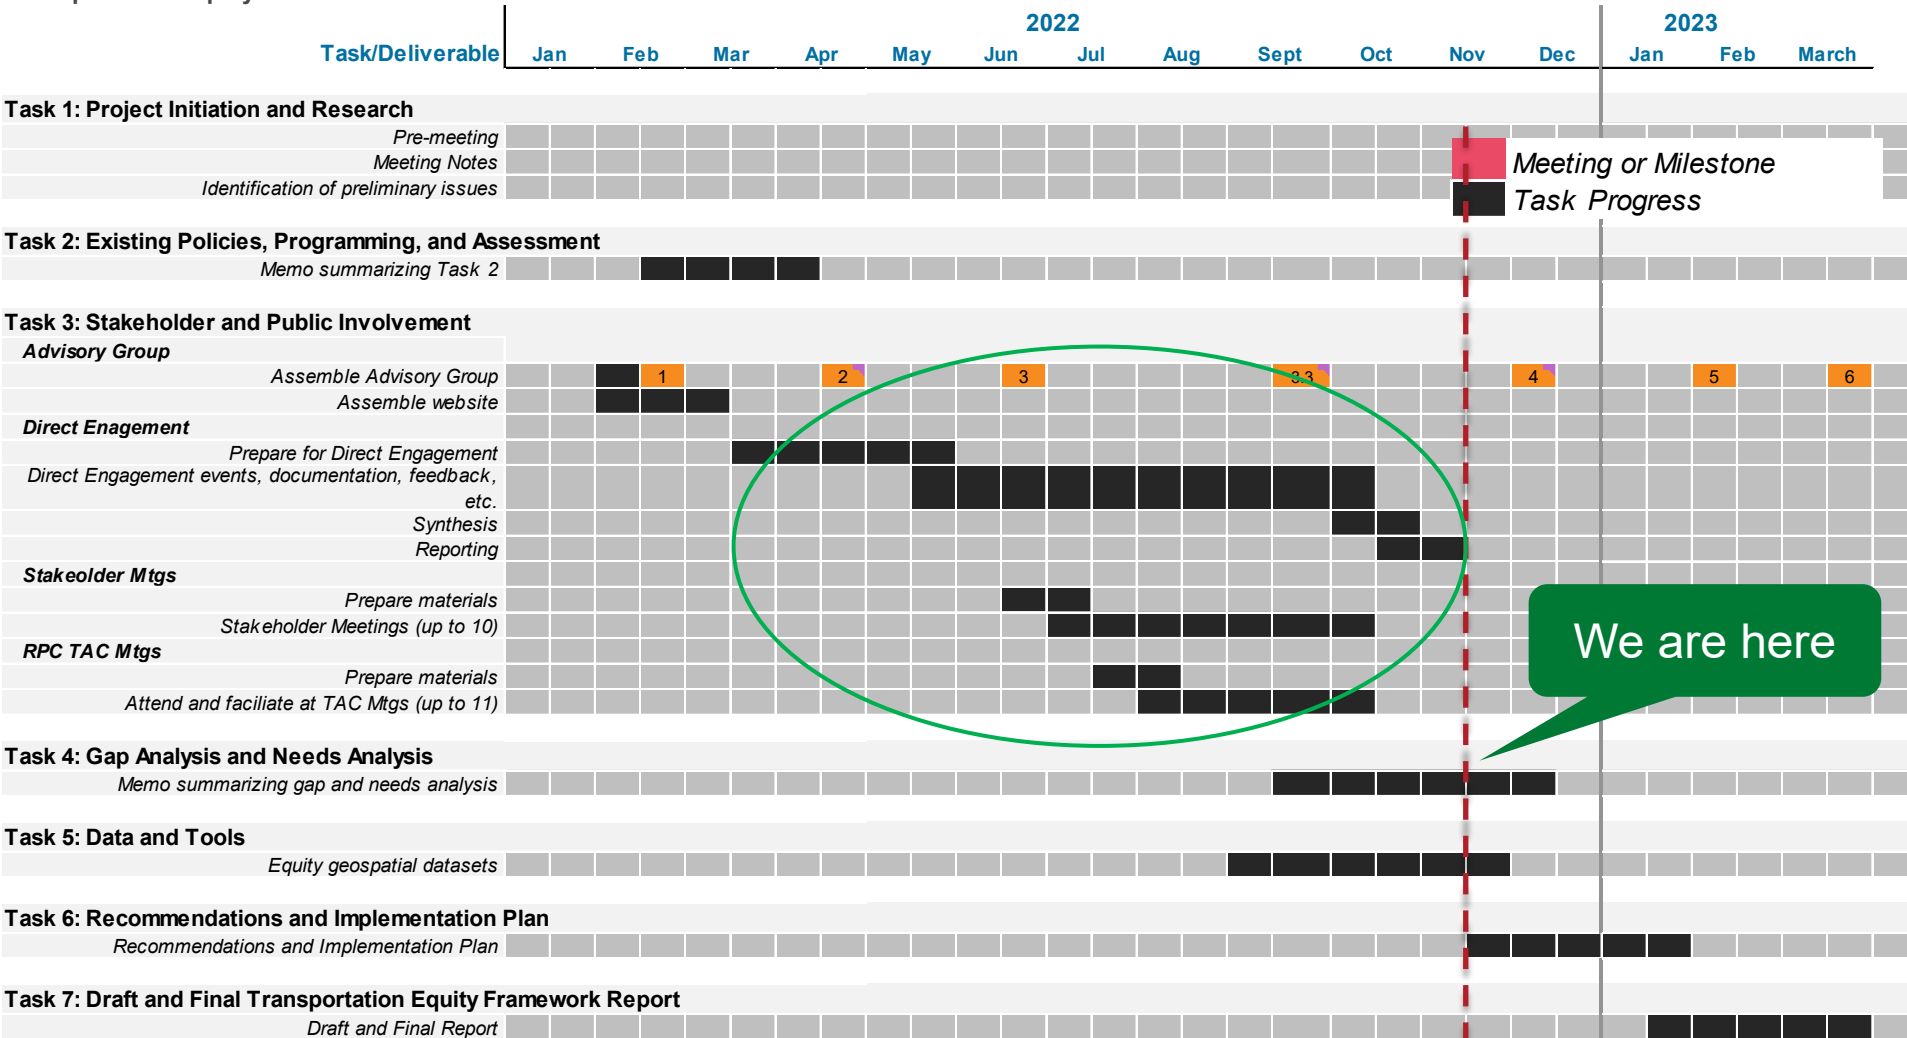 2022 2023
Task/Deliverable Jan Feb Mar Apr May Jun Jul Aug Sept Oct Nov Dec Jan Feb March
Task 1: Project Initiation and Research
Pre-meeting
Meeting Notes
Identification of preliminary issues
Meeting or Milestone
Task Progress
Task 2: Existing Policies, Programming, and Assessment
Memo summarizing Task 2
Task 3: Stakeholder and Public Involvement
Advisory Group
Assemble Advisory Group 1 2 3 3.3 4 5 6
Assemble website
Direct Enagement
Prepare for Direct Engagement
Direct Engagement events, documentation, feedback,
etc.
Synthesis
Reporting
Stakeolder Mtgs
Prepare materials
Stakeholder Meetings (up to 10)
We are here
RPC TAC Mtgs
Prepare materials
Attend and faciliate at TAC Mtgs (up to 11)
Task 4: Gap Analysis and Needs Analysis
Memo summarizing gap and needs analysis
Task 5: Data and Tools
Equity geospatial datasets
Task 6: Recommendations and Implementation Plan
Recommendations and Implementation Plan
Task 7: Draft and Final Transportation Equity Framework Report
Draft and Final Report